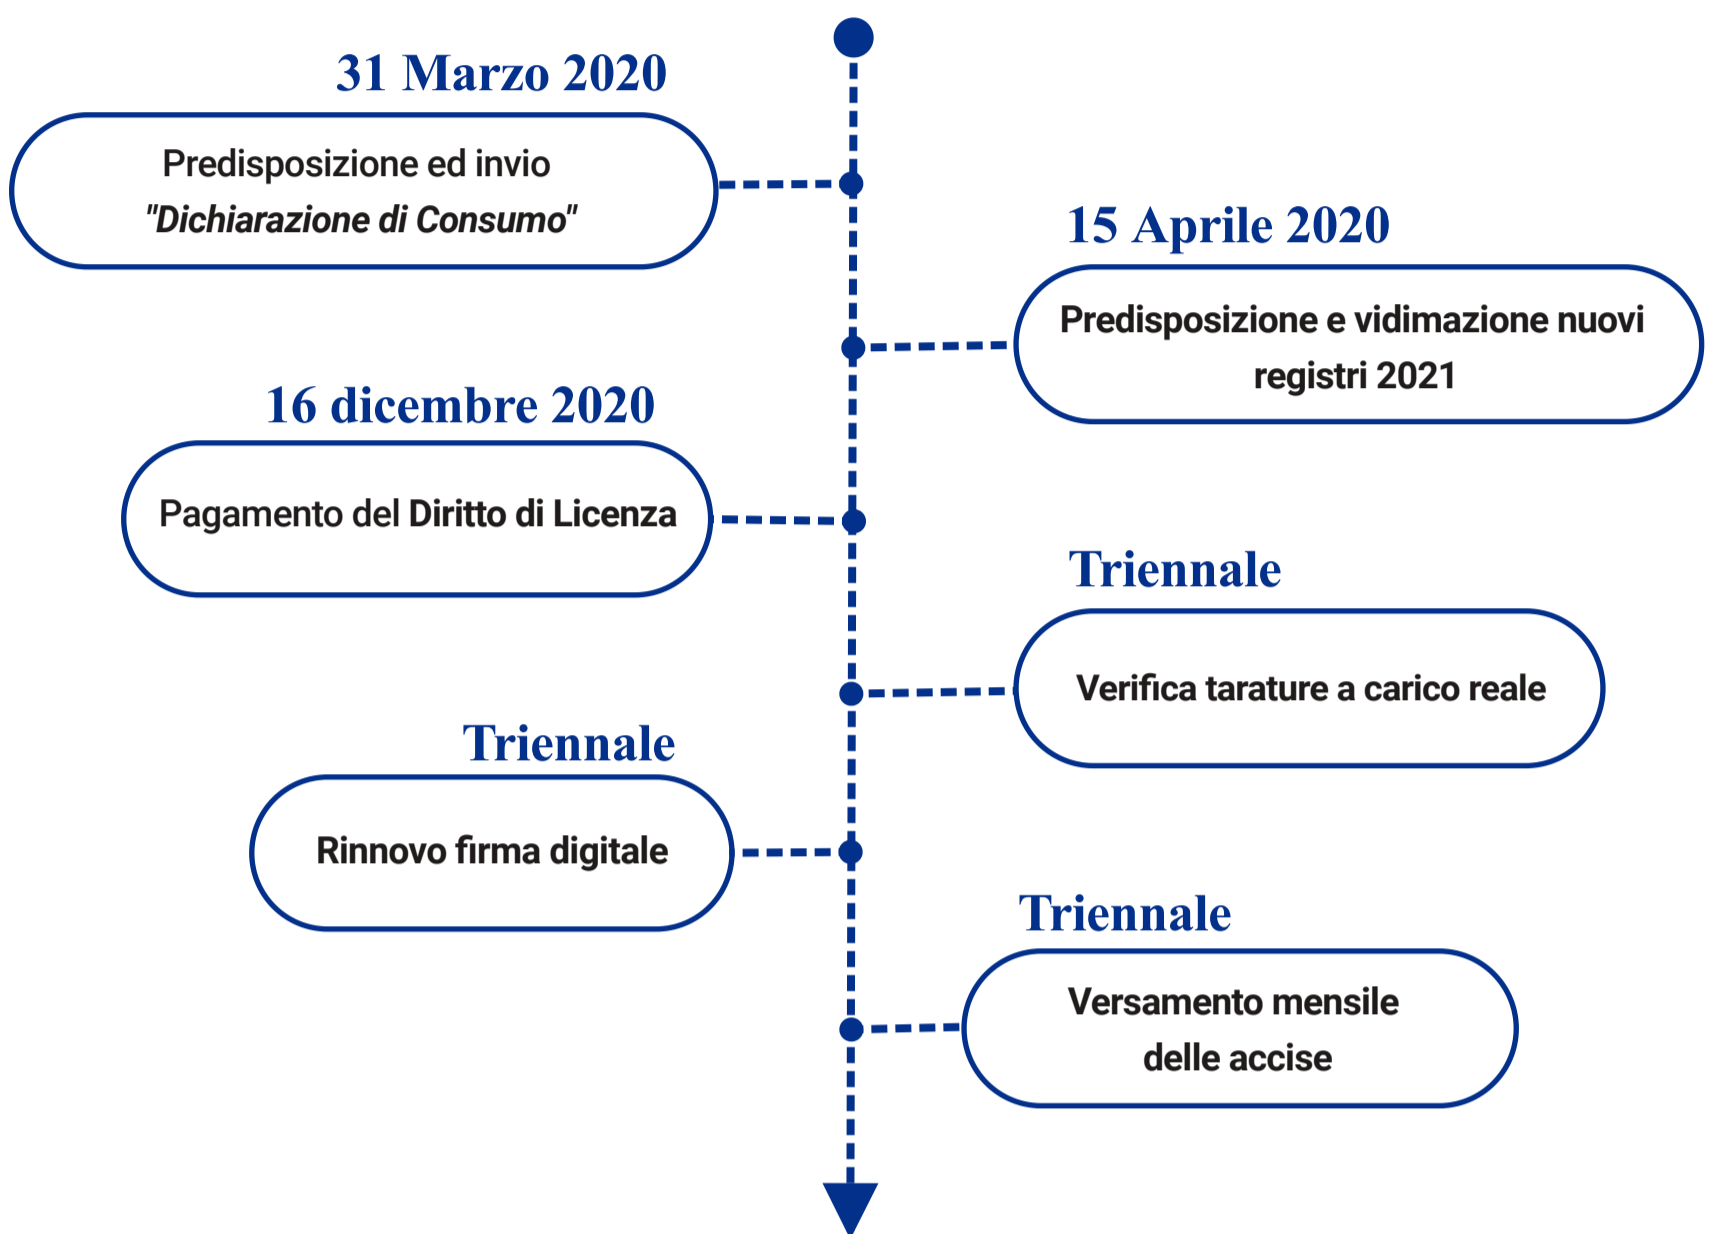 31 Marzo 2020
Predisposizione ed invio
"Dichiarazione di Consumo"
15 Aprile 2020
Predisposizione e vidimazione nuovi
registri 2021
16 dicembre 2020
Pagamento del Diritto di Licenza
Triennale
Verifica tarature a carico reale
Triennale
Rinnovo firma digitale
Triennale
Versamento mensile
delle accise